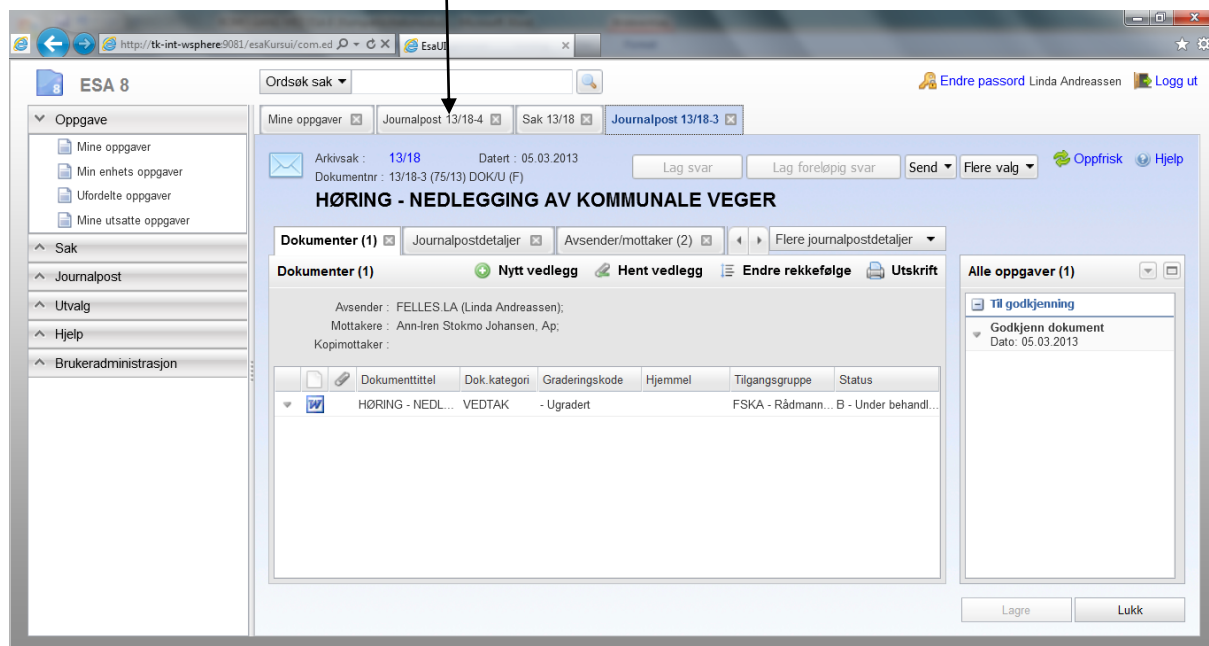 http://tk-int-wsphere:9081/esaKursui/com.ed
EsaUI
8 ESA 8
Ordsøk sak
Endre passord Linda Andreassen Logg ut
Oppgave
Mine oppgaver
Min enhets oppgaver
Ufordelte oppgaver
Mine utsatte oppgaver
Sak
Journalpost
Utvalg
Hjelp
Brukeradministrasjon
Mine oppgaver Journalpost 13/18-4 Sak 13/18 Journalpost 13/18-3
Arkivsak : 13/18 Datert : 05.03.2013
Dokumentnr : 13/18-3 (75/13) DOK/U (F)
Lag svar Lag foreløpig svar Send Flere valg Oppfrisk Hjelp
HØRING - NEDLEGGING AV KOMMUNALE VEGER
Dokumenter (1) Journalpostdetaljer Avsender/mottaker (2) Flere journalpostdetaljer
Dokumenter (1) Nytt vedlegg Hent vedlegg Endre rekkefølge Utskrift
Avsender : FELLES.LA (Linda Andreassen);
Mottakere : Ann-Iren Stokmo Johansen, Ap;
Kopimottaker :
Dokumenttittel Dok.kategori Graderingskode Hjemmel Tilgangsgruppe Status
HØRING - NEDL... VEDTAK - Ugradert FSKA - Rådmann... B - Under behandl...
Alle oppgaver (1)
Til godkjenning
Godkjenn dokument
Dato: 05.03.2013
Lagre Lukk